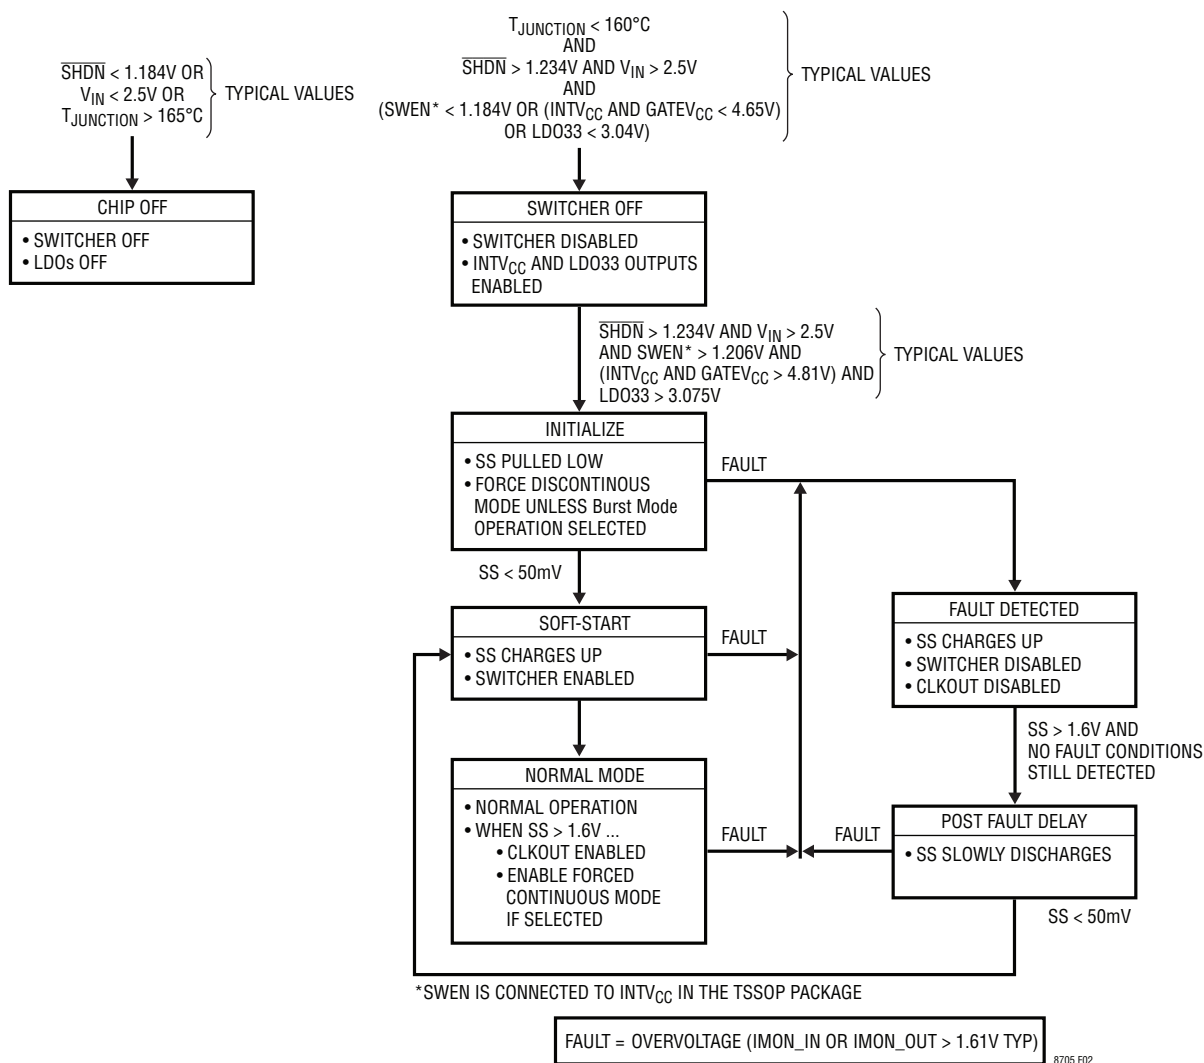 SHDN < 1.184V OR
VIN < 2.5V OR
TJUNCTION > 165°C
TYPICAL VALUES
CHIP OFF
• SWITCHER OFF
• LDOs OFF
TJUNCTION < 160°C
AND
SHDN > 1.234V AND VIN > 2.5V
AND
(SWEN* < 1.184V OR (INTVCC AND GATEVCC < 4.65V)
OR LDO33 < 3.04V)
TYPICAL VALUES
SWITCHER OFF
• SWITCHER DISABLED
• INTVCC AND LDO33 OUTPUTS
ENABLED
SHDN > 1.234V AND VIN > 2.5V
AND SWEN* > 1.206V AND
(INTVCC AND GATEVCC > 4.81V) AND
LDO33 > 3.075V
TYPICAL VALUES
INITIALIZE
• SS PULLED LOW
• FORCE DISCONTINOUS
MODE UNLESS Burst Mode
OPERATION SELECTED
FAULT
SS < 50mV
SOFT-START
• SS CHARGES UP
• SWITCHER ENABLED
FAULT
FAULT DETECTED
• SS CHARGES UP
• SWITCHER DISABLED
• CLKOUT DISABLED
SS > 1.6V AND
NO FAULT CONDITIONS
STILL DETECTED
NORMAL MODE
• NORMAL OPERATION
• WHEN SS > 1.6V ...
• CLKOUT ENABLED
• ENABLE FORCED
CONTINUOUS MODE
IF SELECTED
FAULT
FAULT
POST FAULT DELAY
• SS SLOWLY DISCHARGES
SS < 50mV
*SWEN IS CONNECTED TO INTVCC IN THE TSSOP PACKAGE
FAULT = OVERVOLTAGE (IMON_IN OR IMON_OUT > 1.61V TYP)
8705 F02